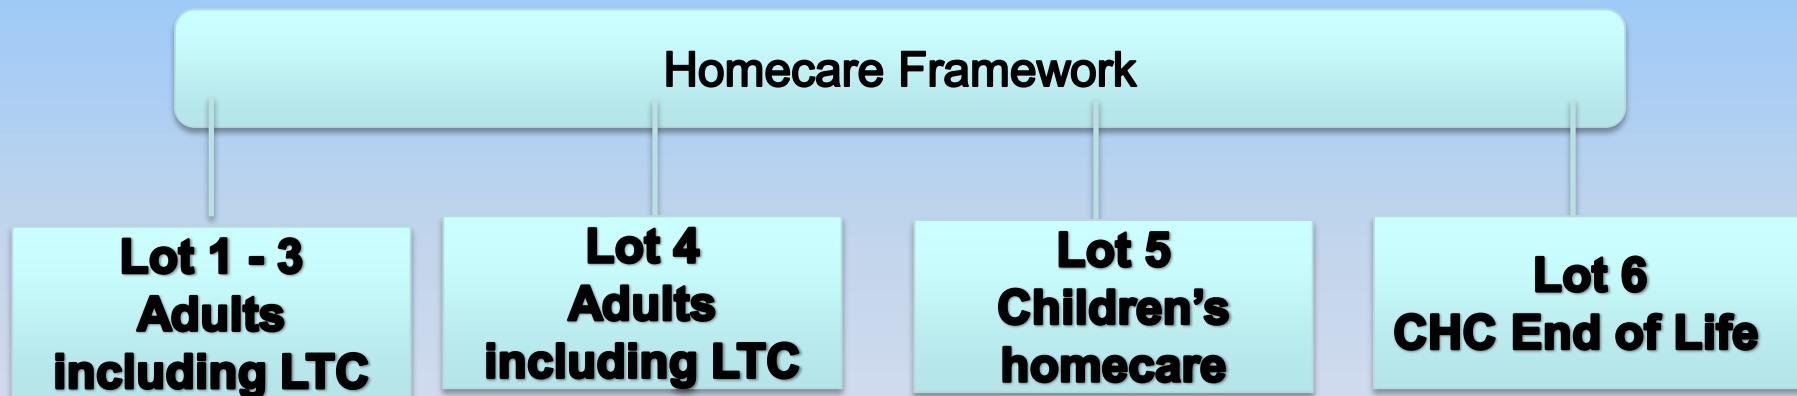 Homecare Framework
Lot 1 - 3
Adults
including LTC
Lot 4
Adults
including LTC
Lot 5
Children’s
homecare
Lot 6
CHC End of Life